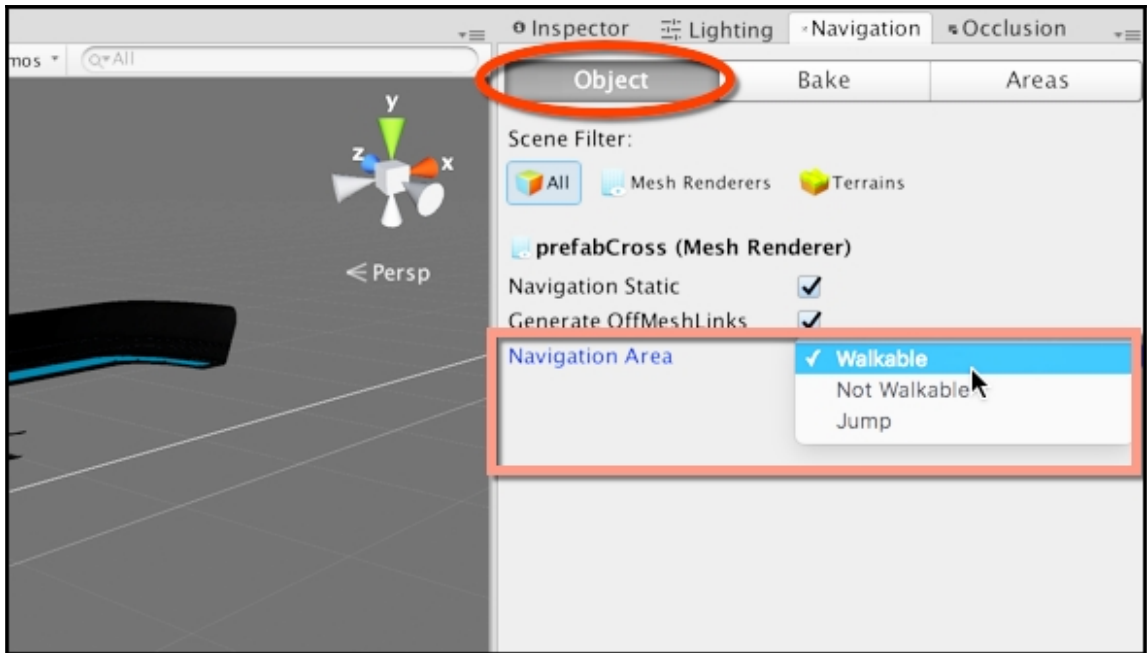 Inspector Lighting Navigation Occlusion
mos All
Object Bake Areas
Scene Filter:
All Mesh Renderers Terrains
prefabCross (Mesh Renderer)
Navigation Static
Generate OffMeshLinks
Navigation Area
Walkable
Not Walkable
Jump
y
z x
Persp